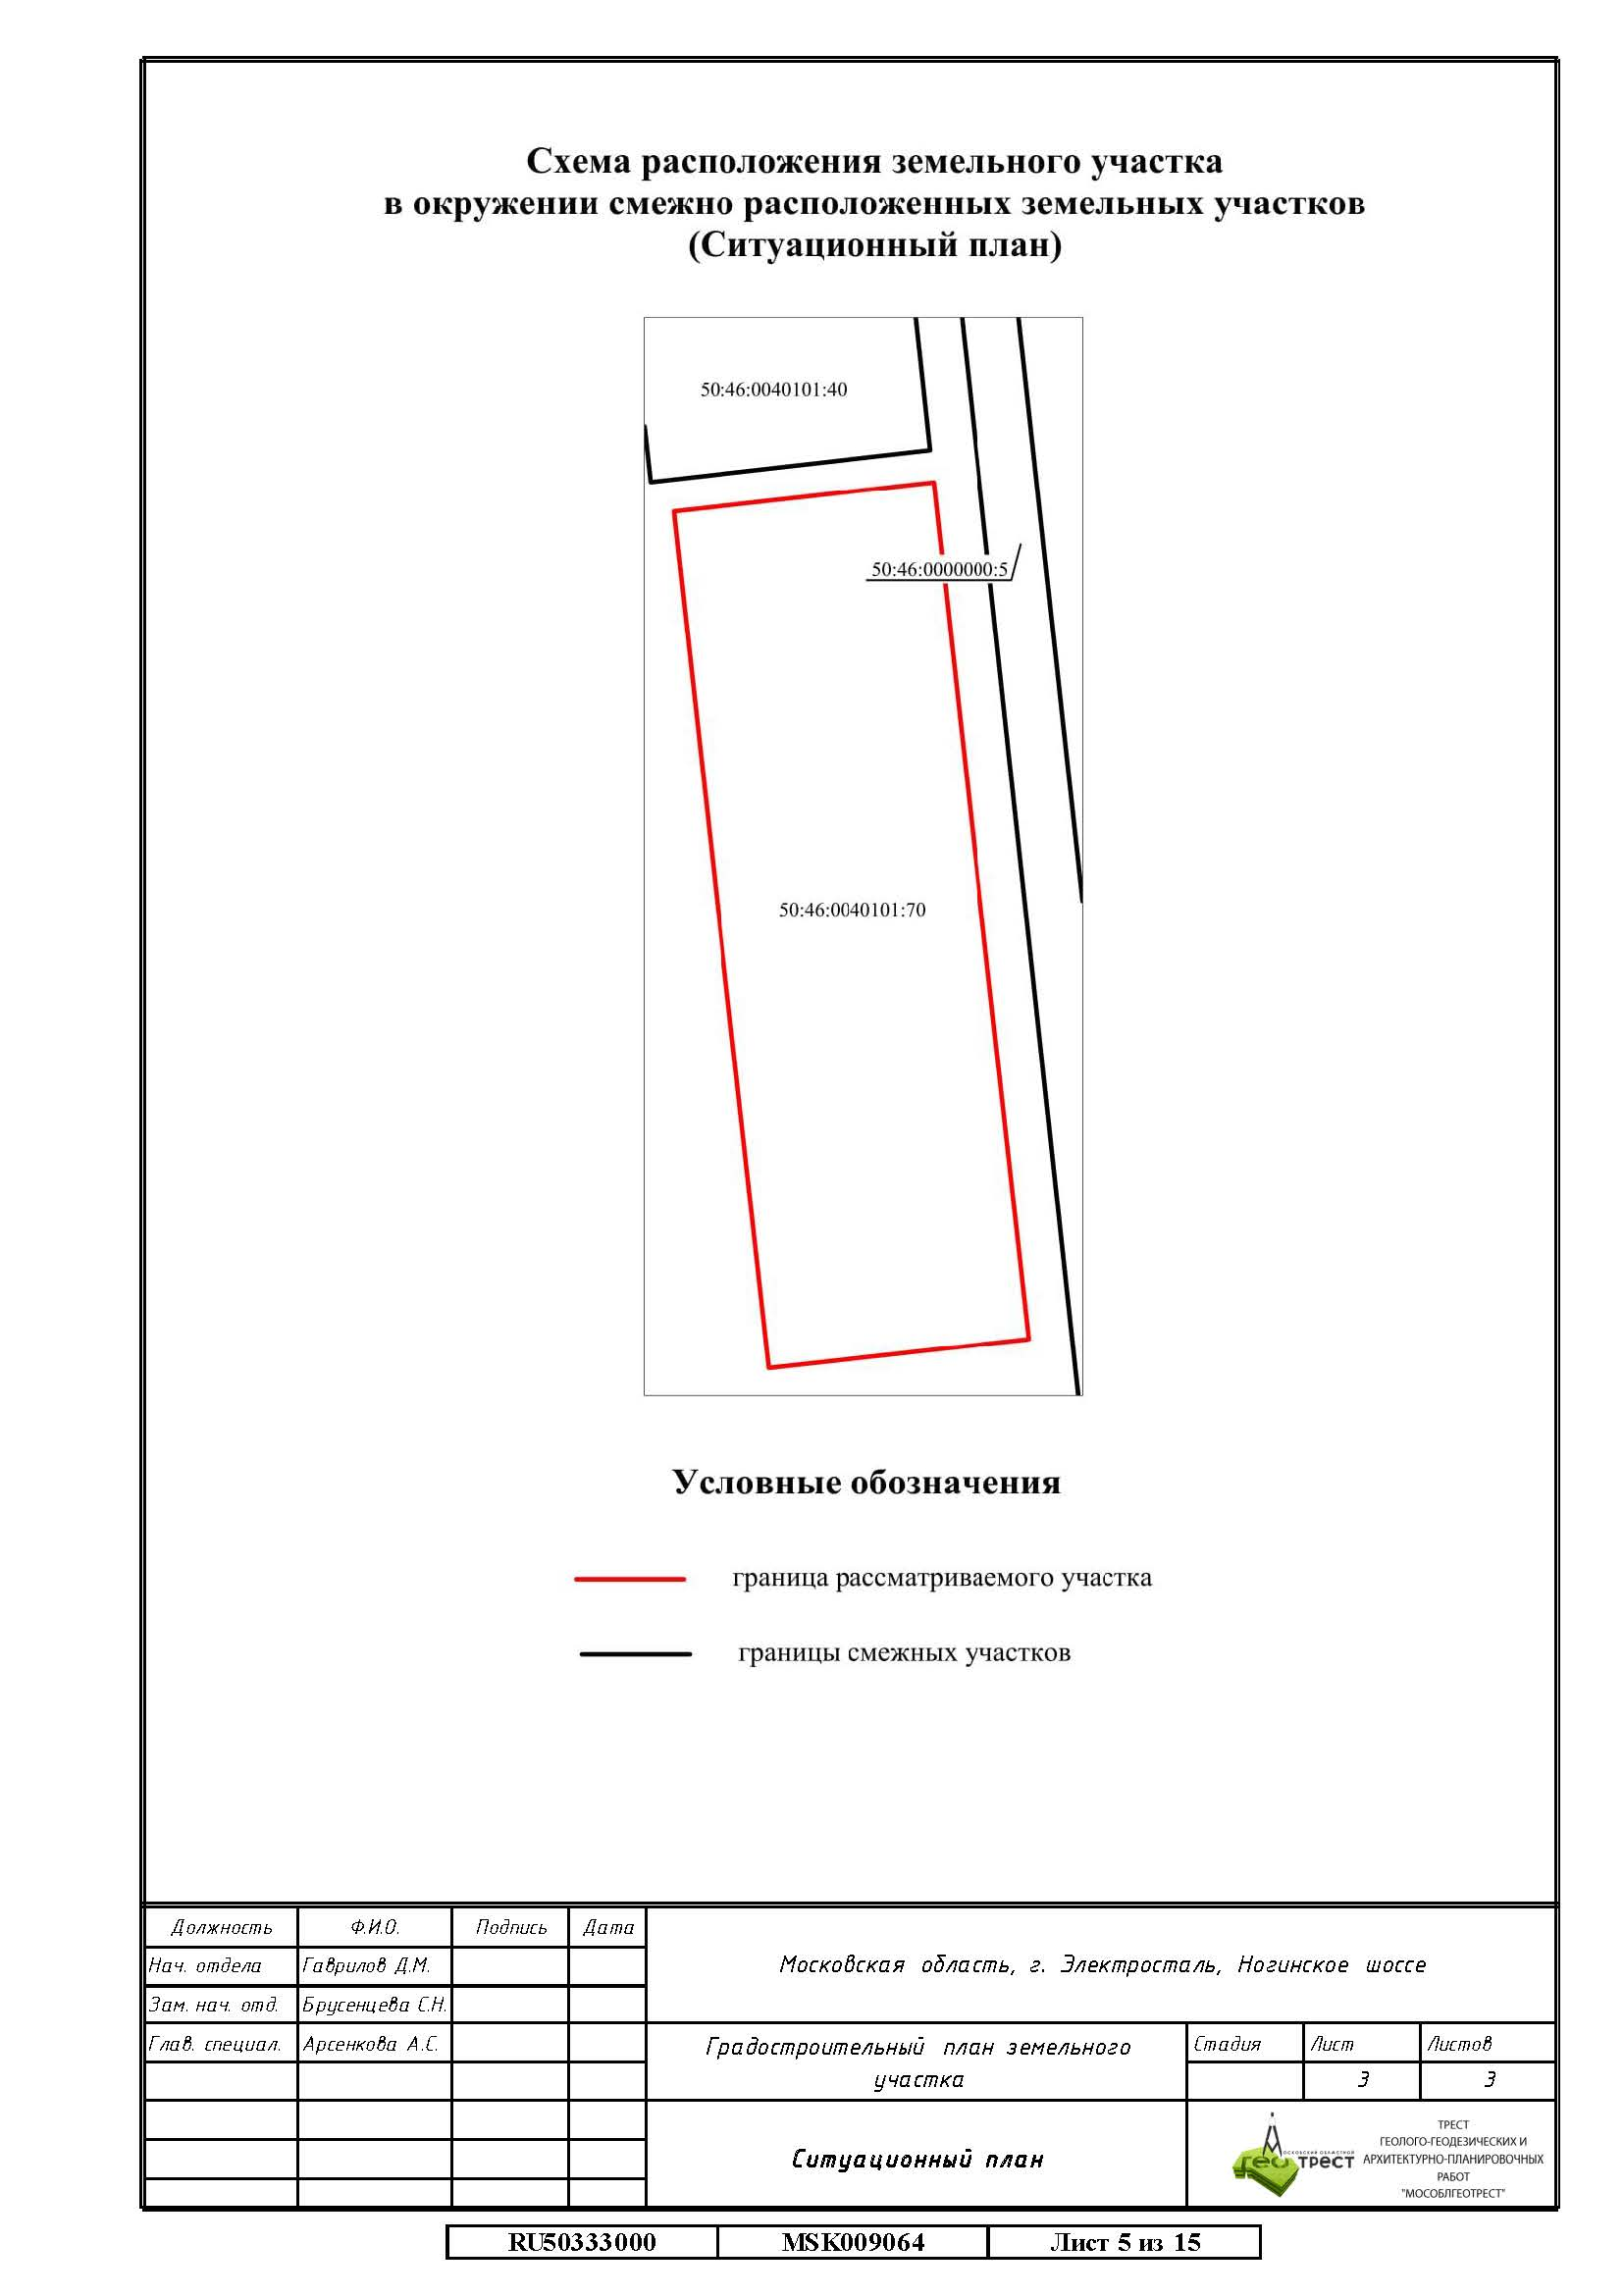 Схема расположения земельного участка
в окружении смежно расположенных земельных участков
(Ситуационный план)
50:46:0040101:40
50:46:0000000:5
50:46:0040101:70
Условные обозначения
граница рассматриваемого участка
границы смежных участков
Должность Ф.И.О. Подпись Дата
Нач. отдела Гаврилов Д.М.
Зам. нач. отд. Брусенцева С.Н.
Глав. специал. Арсенкова А.С.
Московская область, г. Электросталь, Ногинское шоссе
Градостроительный план земельного
участка
Стадия Лист Листов
3 3
Ситуационный план
МОСКОВСКИЙ ОБЛАСТНОЙ
ГЕО ТРЕСТ
ТРЕСТ
ГЕОЛОГО-ГЕОДЕЗИЧЕСКИХ И
АРХИТЕКТУРНО-ПЛАНИРОВОЧНЫХ
РАБОТ
"МОСОБЛГЕОТРЕСТ"
RU50333000 MSK009064 Лист 5 из 15